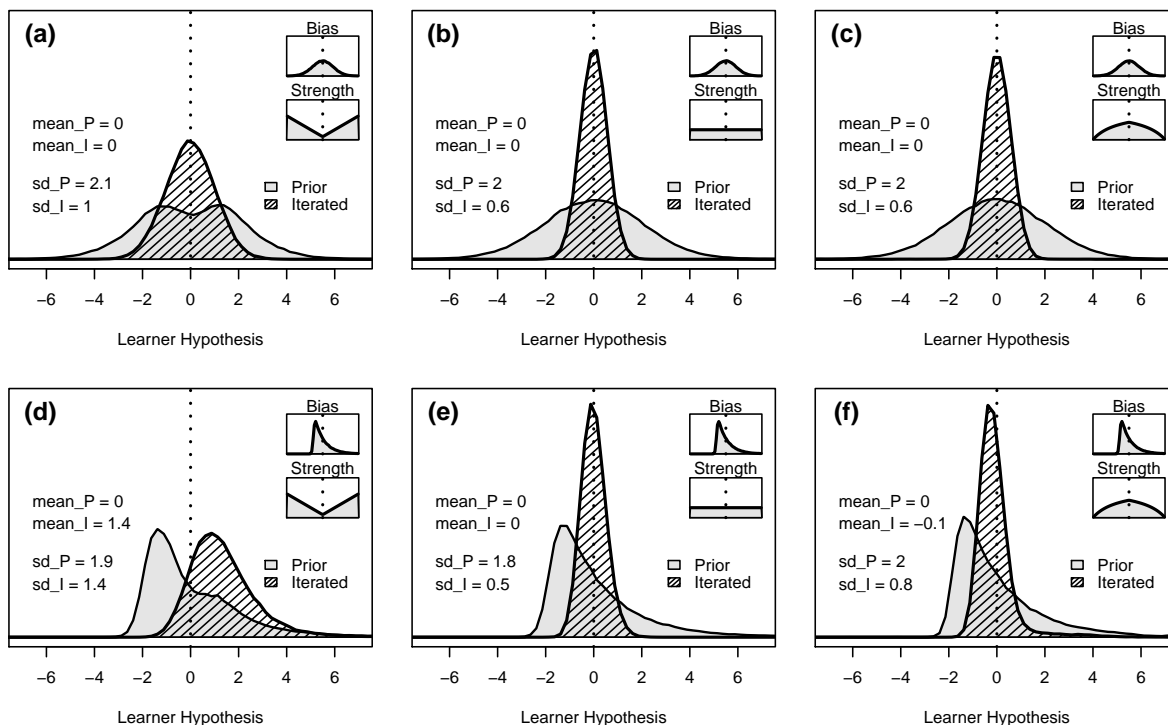 (a)
Bias
Strength
mean_P = 0
mean_I = 0
sd_P = 2.1
sd_I = 1
Prior
Iterated
−6 −4 −2 0 2 4 6
Learner Hypothesis
(b)
Bias
Strength
mean_P = 0
mean_I = 0
sd_P = 2
sd_I = 0.6
Prior
Iterated
−6 −4 −2 0 2 4 6
Learner Hypothesis
(c)
Bias
Strength
mean_P = 0
mean_I = 0
sd_P = 2
sd_I = 0.6
Prior
Iterated
−6 −4 −2 0 2 4 6
Learner Hypothesis
(d)
Bias
Strength
mean_P = 0
mean_I = 1.4
sd_P = 1.9
sd_I = 1.4
Prior
Iterated
−6 −4 −2 0 2 4 6
Learner Hypothesis
(e)
Bias
Strength
mean_P = 0
mean_I = 0
sd_P = 1.8
sd_I = 0.5
Prior
Iterated
−6 −4 −2 0 2 4 6
Learner Hypothesis
(f)
Bias
Strength
mean_P = 0
mean_I = −0.1
sd_P = 2
sd_I = 0.8
Prior
Iterated
−6 −4 −2 0 2 4 6
Learner Hypothesis